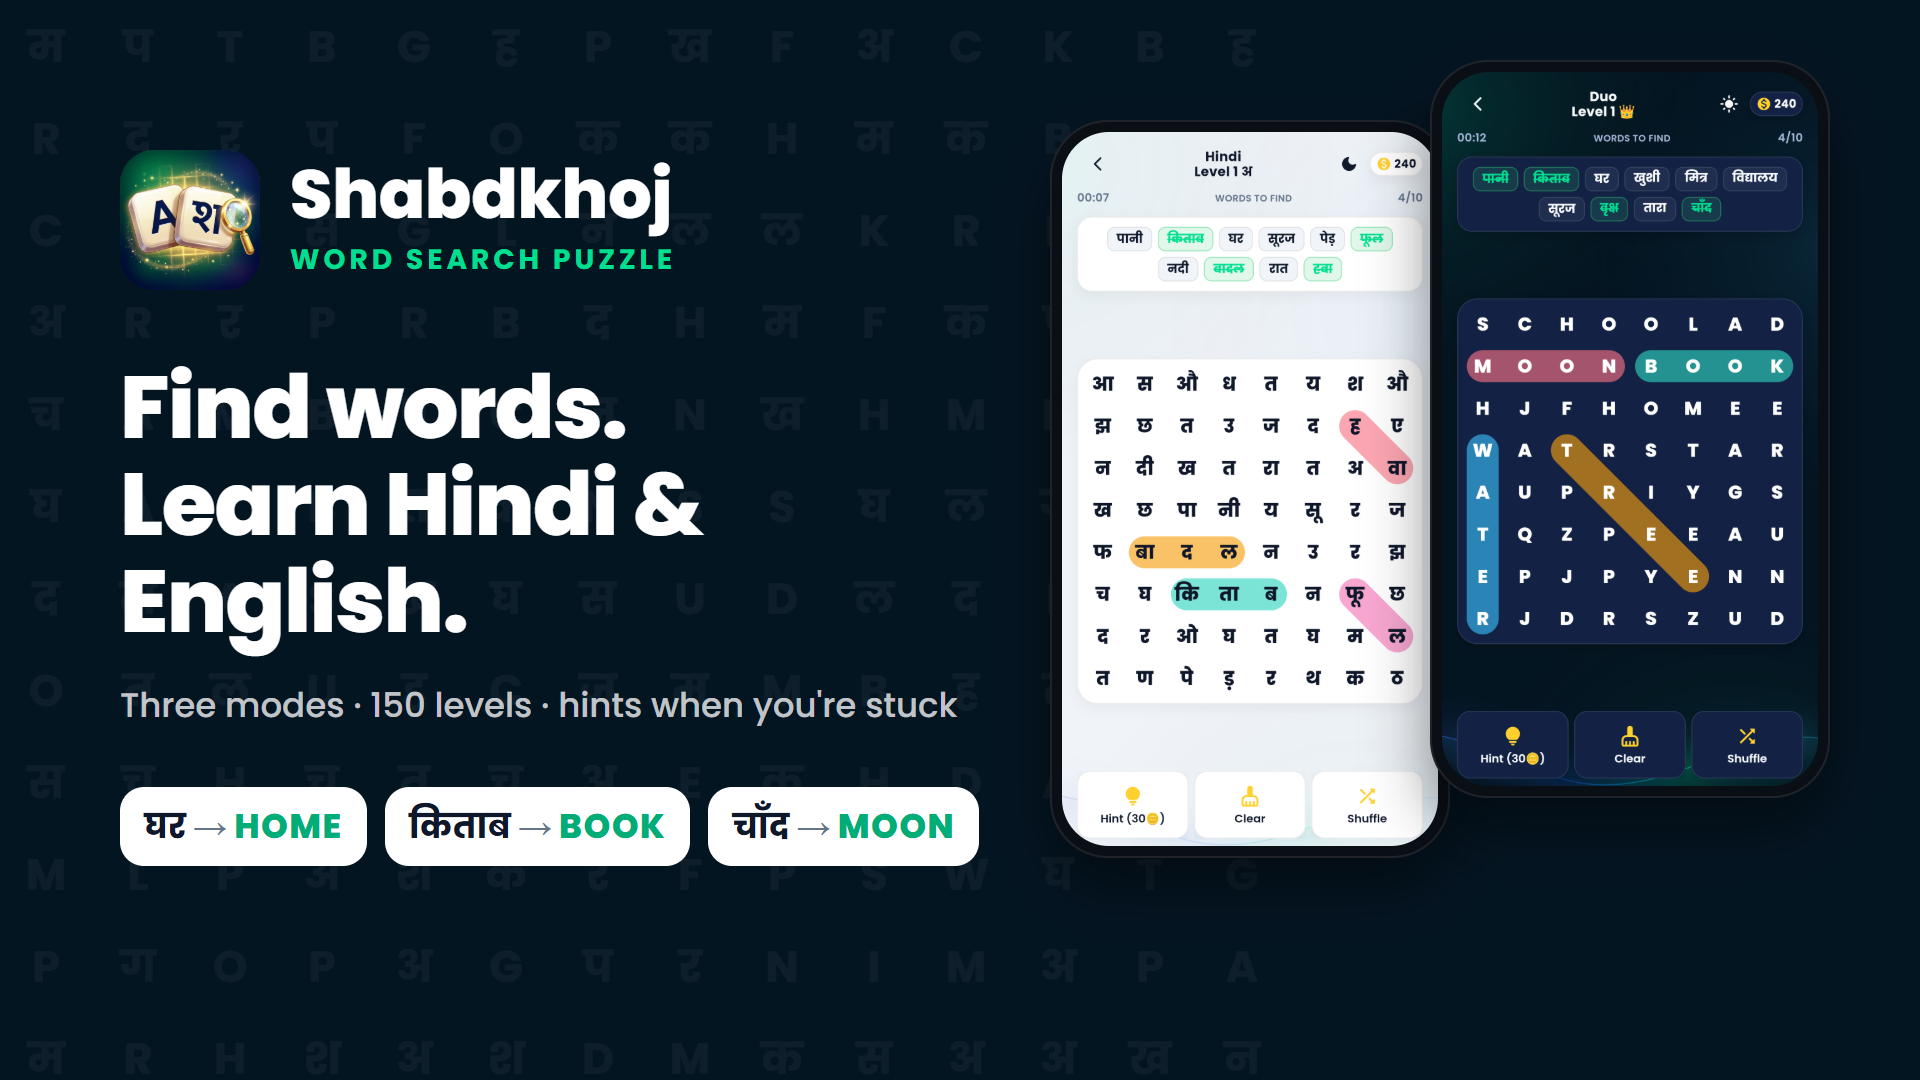 Shabdkhoj
WORD SEARCH PUZZLE
Find words.
Learn Hindi &
English.
Three modes · 150 levels · hints when you're stuck
घर → HOME
किताब → BOOK
चाँद → MOON
Hindi
Level 1 अ
240
00:07
WORDS TO FIND
4/10
पानी किताब घर सूरज पेड़ फूल
नदी बादल रात हवा
आ स औ ध त य श औ
झ छ त उ ज द ह ए
न दी ख त रा त अ वा
ख छ पा नी य सू र ज
फ बा द ल न उ र झ
च घ कि ता ब न फू छ
द र ओ घ त घ म ल
त ण पे ड़ र थ क ठ
Hint (30)
Clear
Shuffle
Duo
Level 1
240
00:12
WORDS TO FIND
4/10
पानी किताब घर खुशी मित्र विद्यालय
सूरज वृक्ष तारा चाँद
S C H O O L A D
M O O N B O O K
H J F H O M E E
W A T R S T A R
A U P R I Y G S
T Q Z P E E A U
E P J P Y E N N
R J D R S Z U D
Hint (30)
Clear
Shuffle